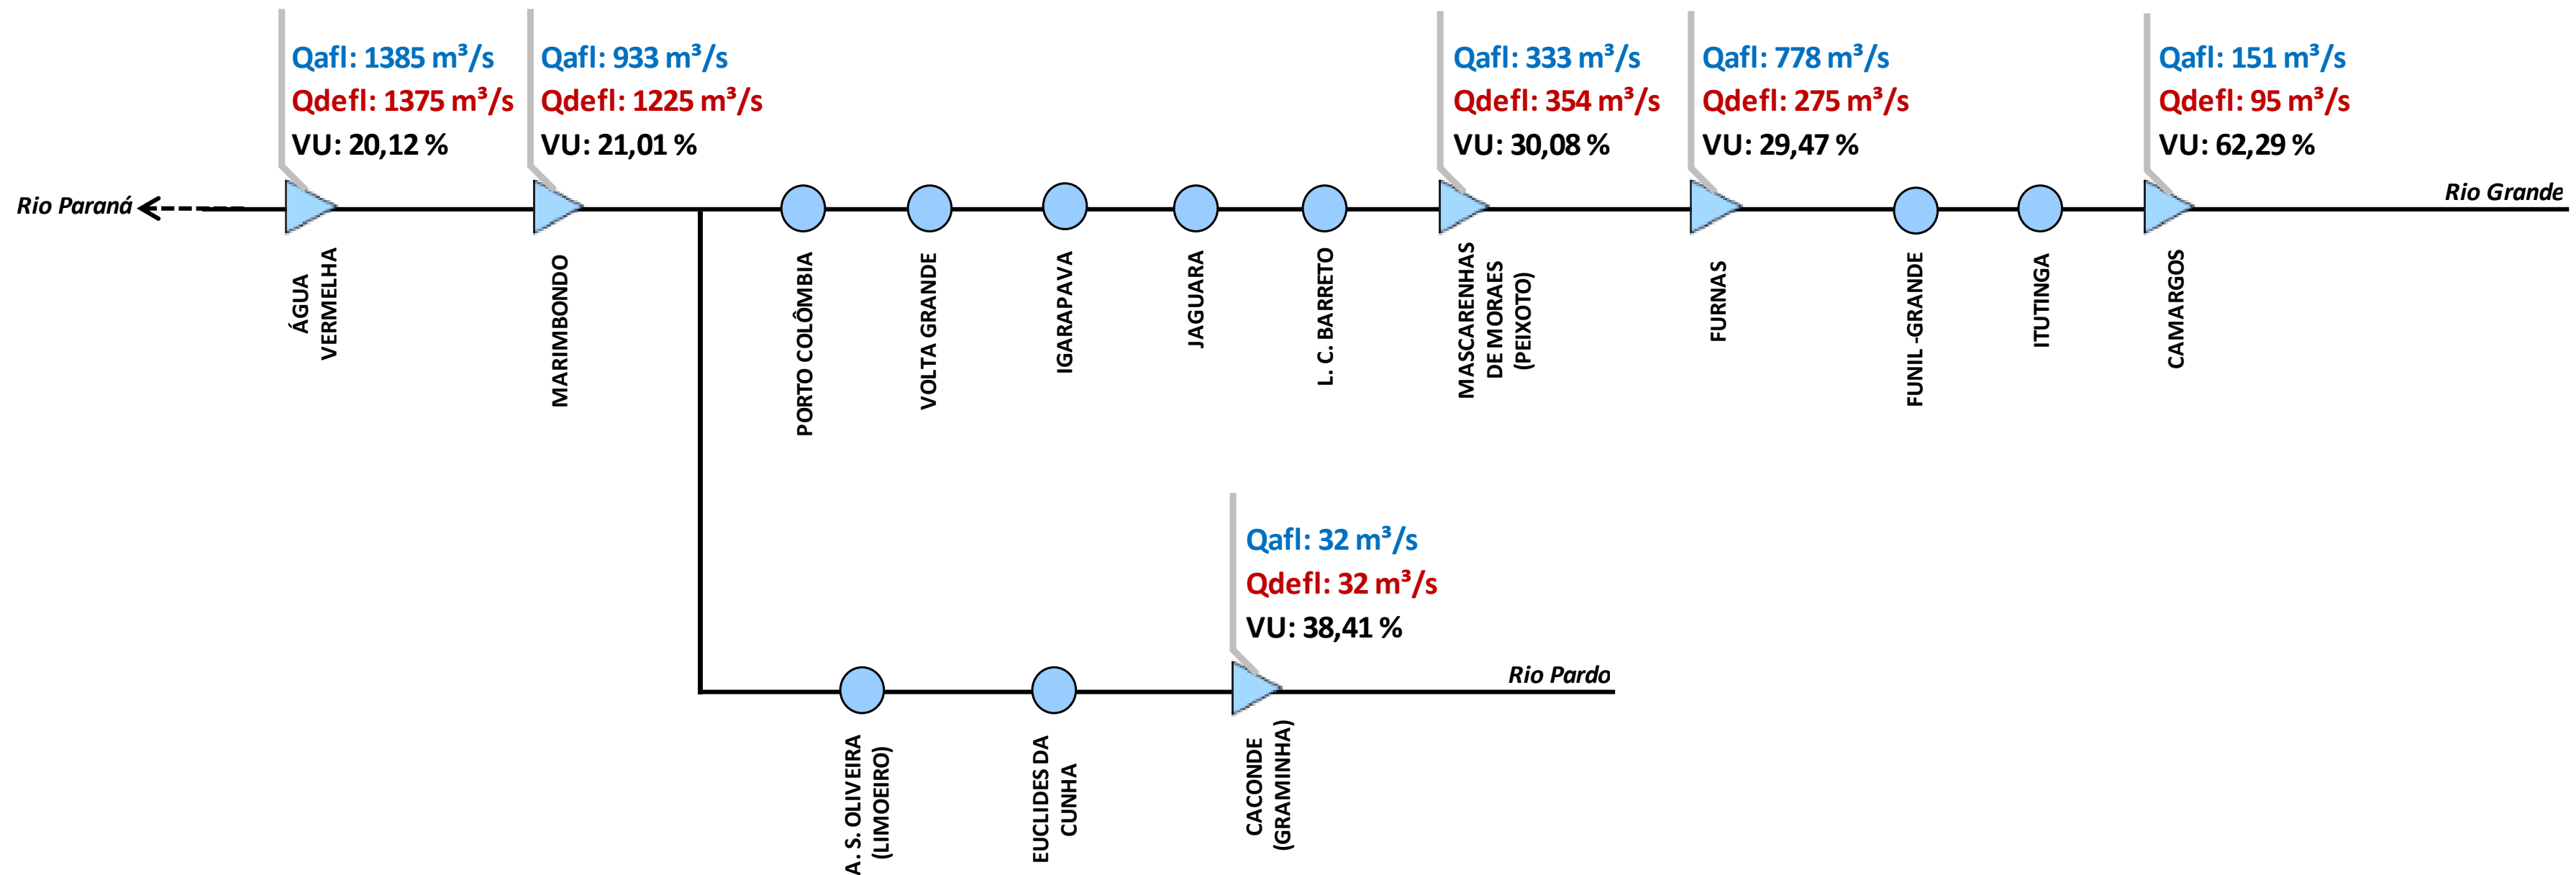 Qafl: 1385 m³/s
Qdefl: 1375 m³/s
VU: 20,12 %
Qafl: 933 m³/s
Qdefl: 1225 m³/s
VU: 21,01 %
Qafl: 333 m³/s
Qdefl: 354 m³/s
VU: 30,08 %
Qafl: 778 m³/s
Qdefl: 275 m³/s
VU: 29,47 %
Qafl: 151 m³/s
Qdefl: 95 m³/s
VU: 62,29 %
Rio Paraná
Rio Grande
ÁGUA
VERMELHA
MARIMBONDO
PORTO COLÔMBIA
VOLTA GRANDE
IGARAPAVA
JAGUARA
L. C. BARRETO
MASCARENHAS
DE MORAES
(PEIXOTO)
FURNAS
FUNIL -GRANDE
ITUTINGA
CAMARGOS
Qafl: 32 m³/s
Qdefl: 32 m³/s
VU: 38,41 %
Rio Pardo
A. S. OLIVEIRA
(LIMOEIRO)
EUCLIDES DA
CUNHA
CACONDE
(GRAMINHA)